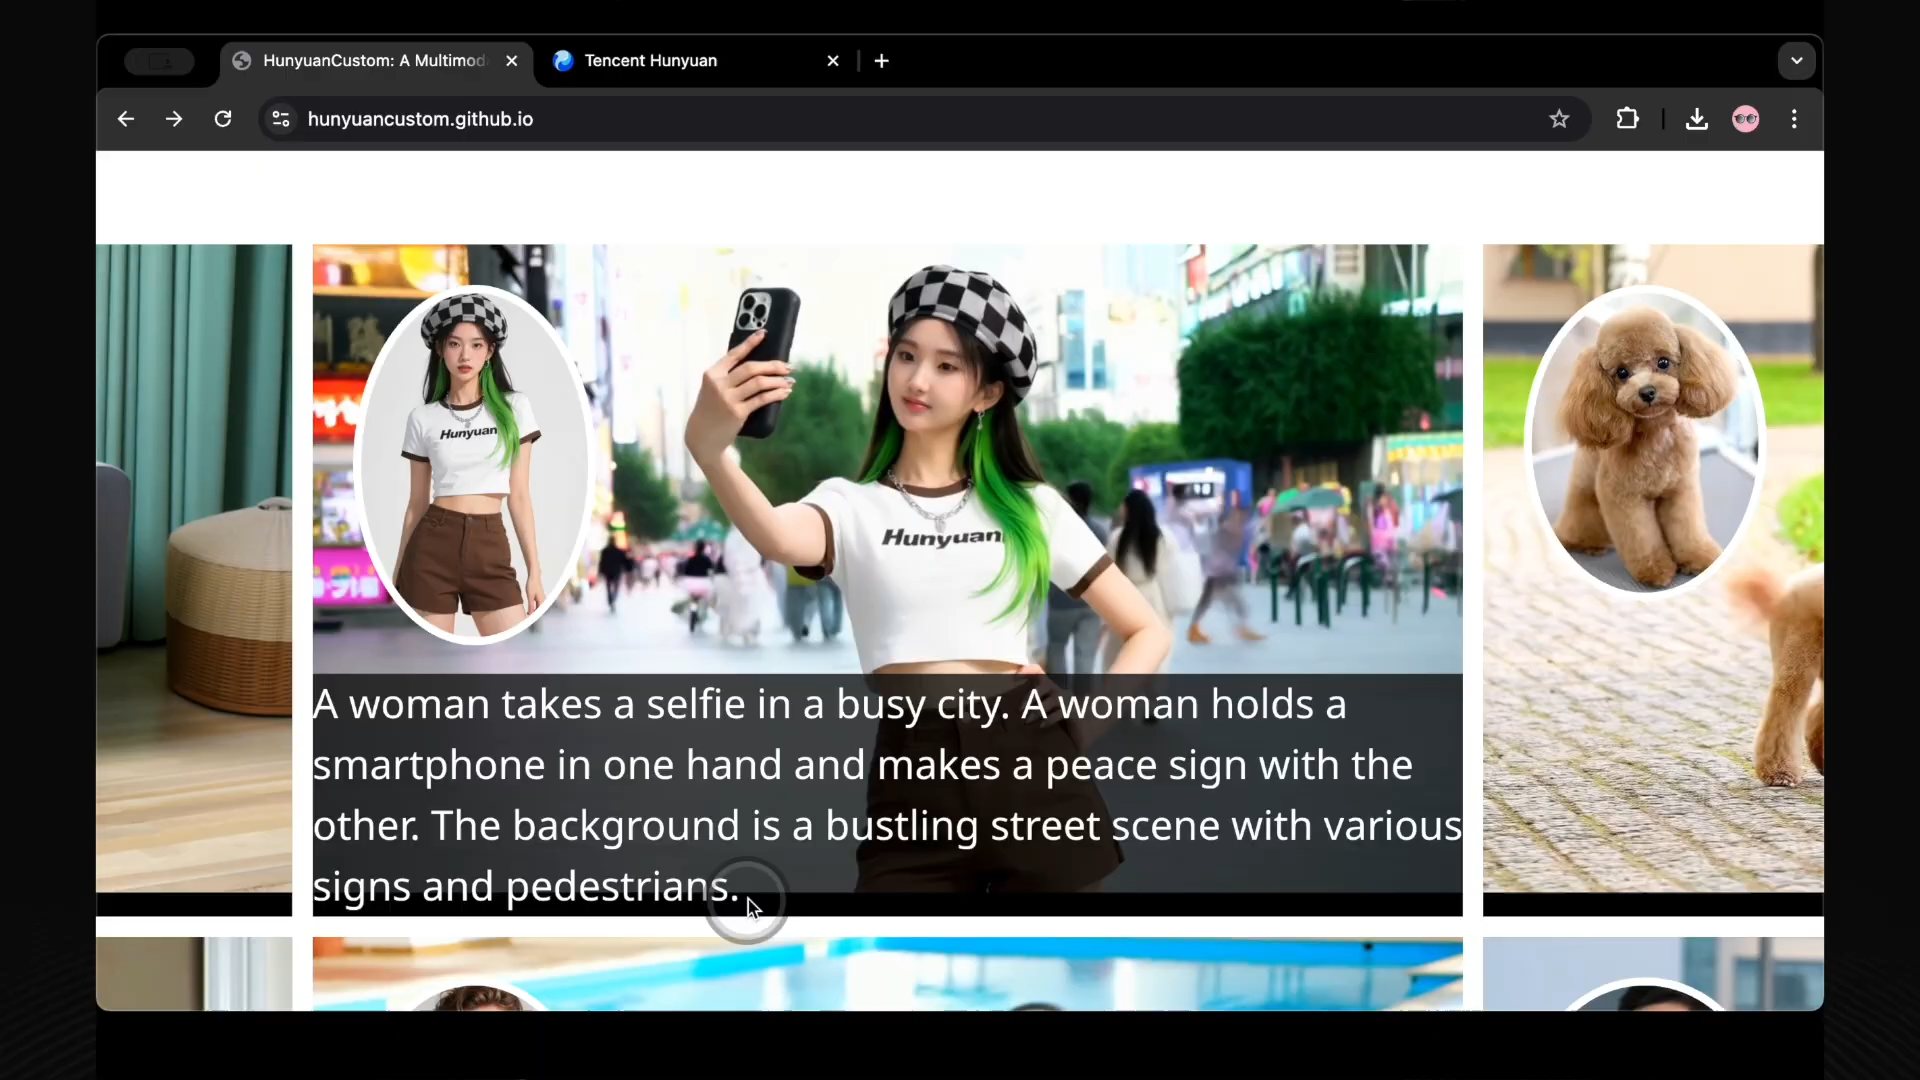 HunyuanCustom: A Multimod
Tencent Hunyuan
hunyuancustom.github.io
Hunyuan
Hunyuan
A woman takes a selfie in a busy city. A woman holds a
smartphone in one hand and makes a peace sign with the
other. The background is a bustling street scene with various
signs and pedestrians.